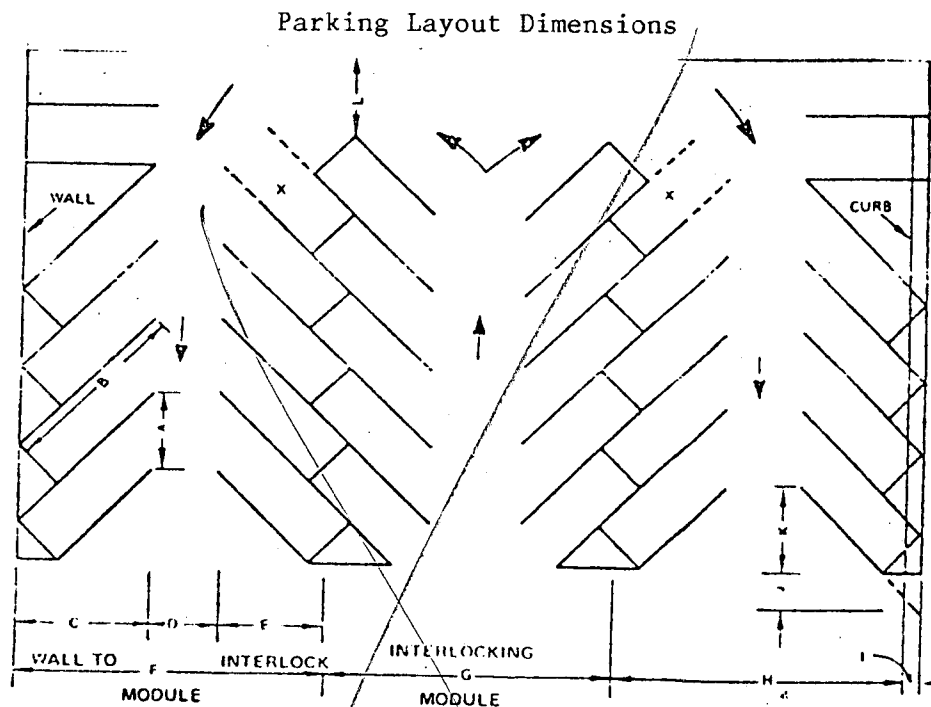 Parking Layout Dimensions
L
X
X
WALL
CURB
B
A
K
J
C
D
E
I
WALL TO
F
INTERLOCK
MODULE
INTERLOCKING
G
MODULE
H